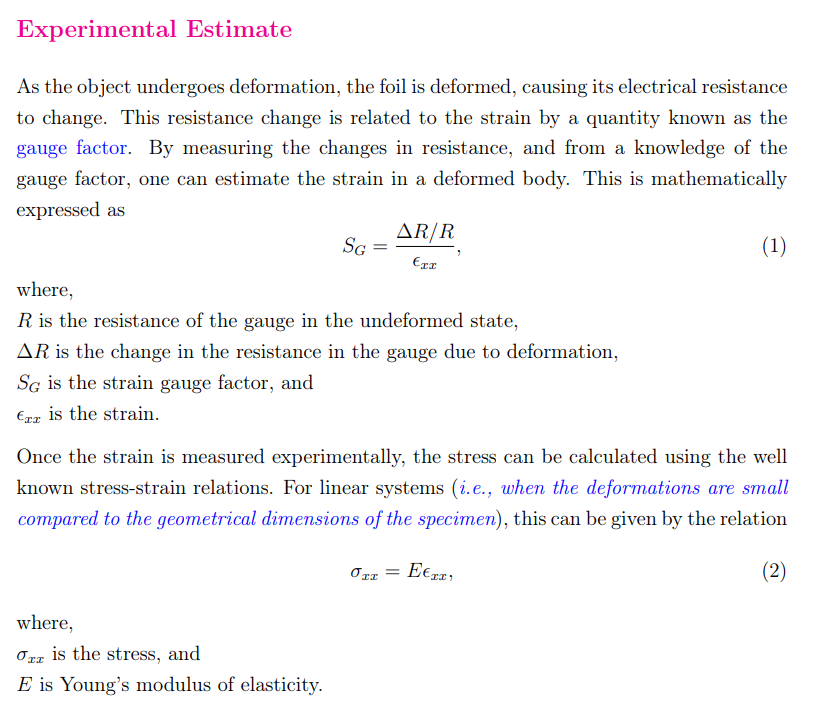 Experimental Estimate
As the object undergoes deformation, the foil is deformed, causing its electrical resistance
to change. This resistance change is related to the strain by a quantity known as the
gauge factor. By measuring the changes in resistance, and from a knowledge of the
gauge factor, one can estimate the strain in a deformed body. This is mathematically
expressed as
S_G = \frac{ΔR/R}{ϵ_{xx}}, (1)
where,
R is the resistance of the gauge in the undeformed state,
ΔR is the change in the resistance in the gauge due to deformation,
S_G is the strain gauge factor, and
ϵ_{xx} is the strain.
Once the strain is measured experimentally, the stress can be calculated using the well
known stress-strain relations. For linear systems (i.e., when the deformations are small
compared to the geometrical dimensions of the specimen), this can be given by the relation
σ_{xx} = Eϵ_{xx}, (2)
where,
σ_{xx} is the stress, and
E is Young's modulus of elasticity.